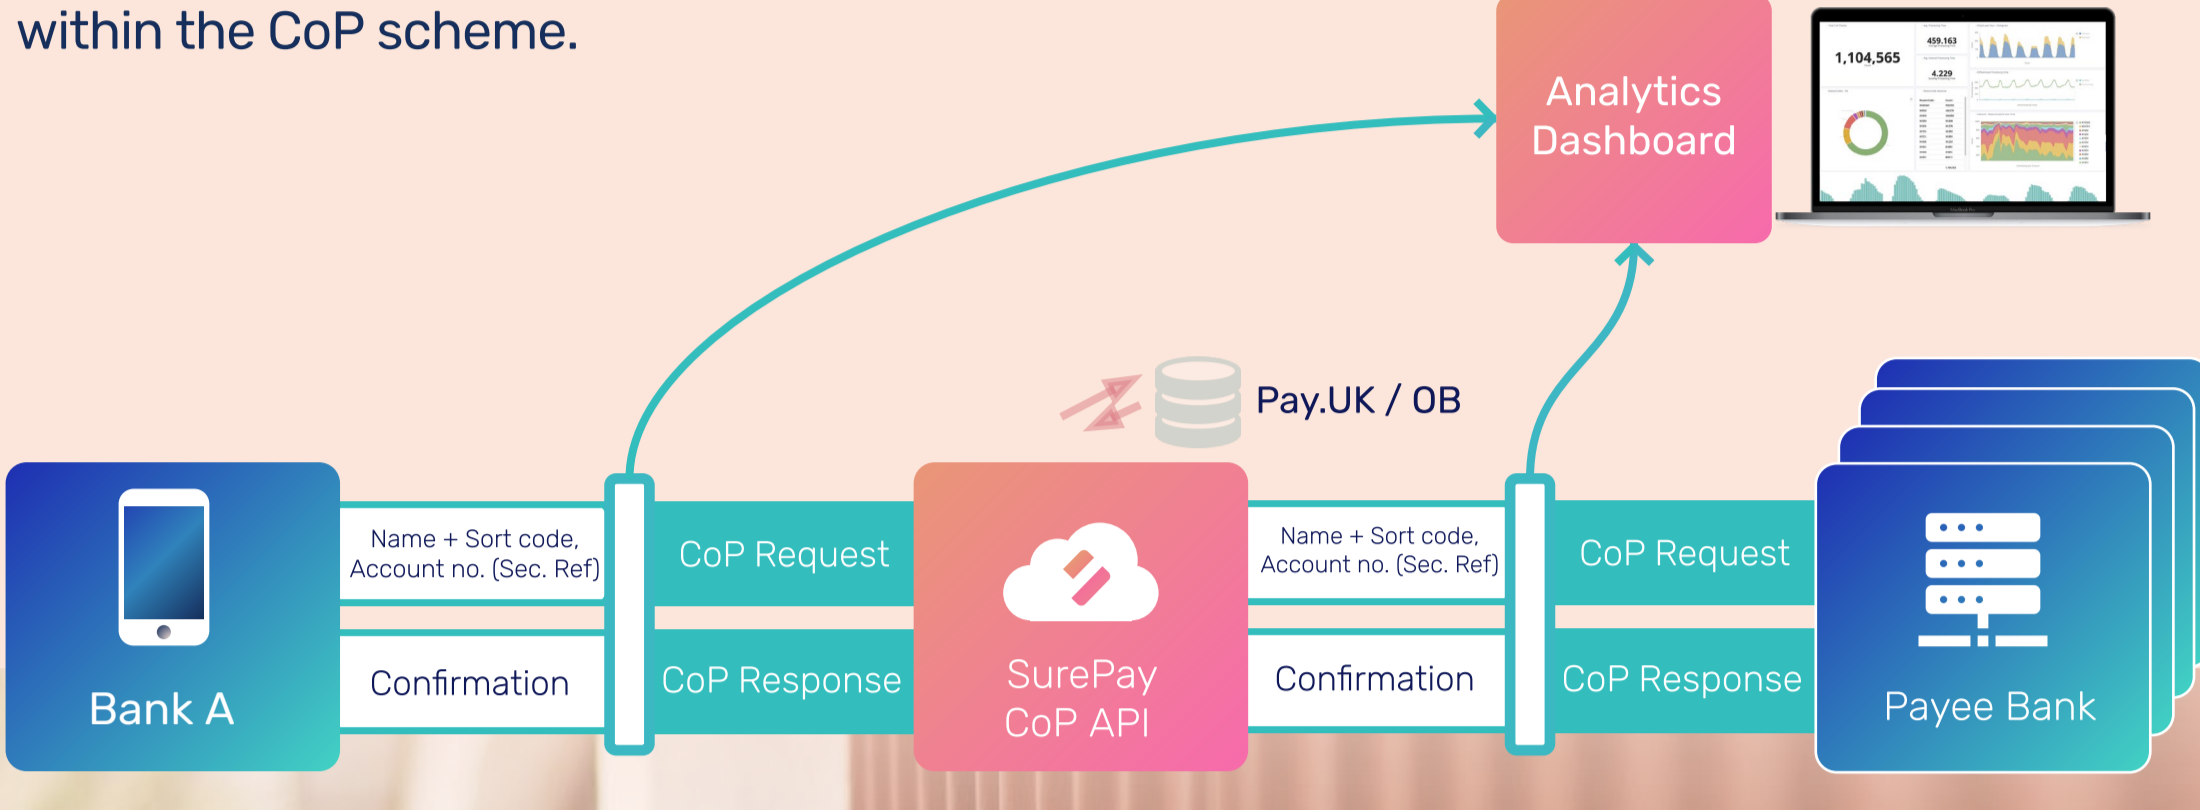 within the CoP scheme.
Analytics
Dashboard
1,104,565
459.163
4.229
Pay.UK / OB
Bank A
Name + Sort code,
Account no. (Sec. Ref)
Confirmation
CoP Request
CoP Response
SurePay
CoP API
Name + Sort code,
Account no. (Sec. Ref)
Confirmation
CoP Request
CoP Response
Payee Bank